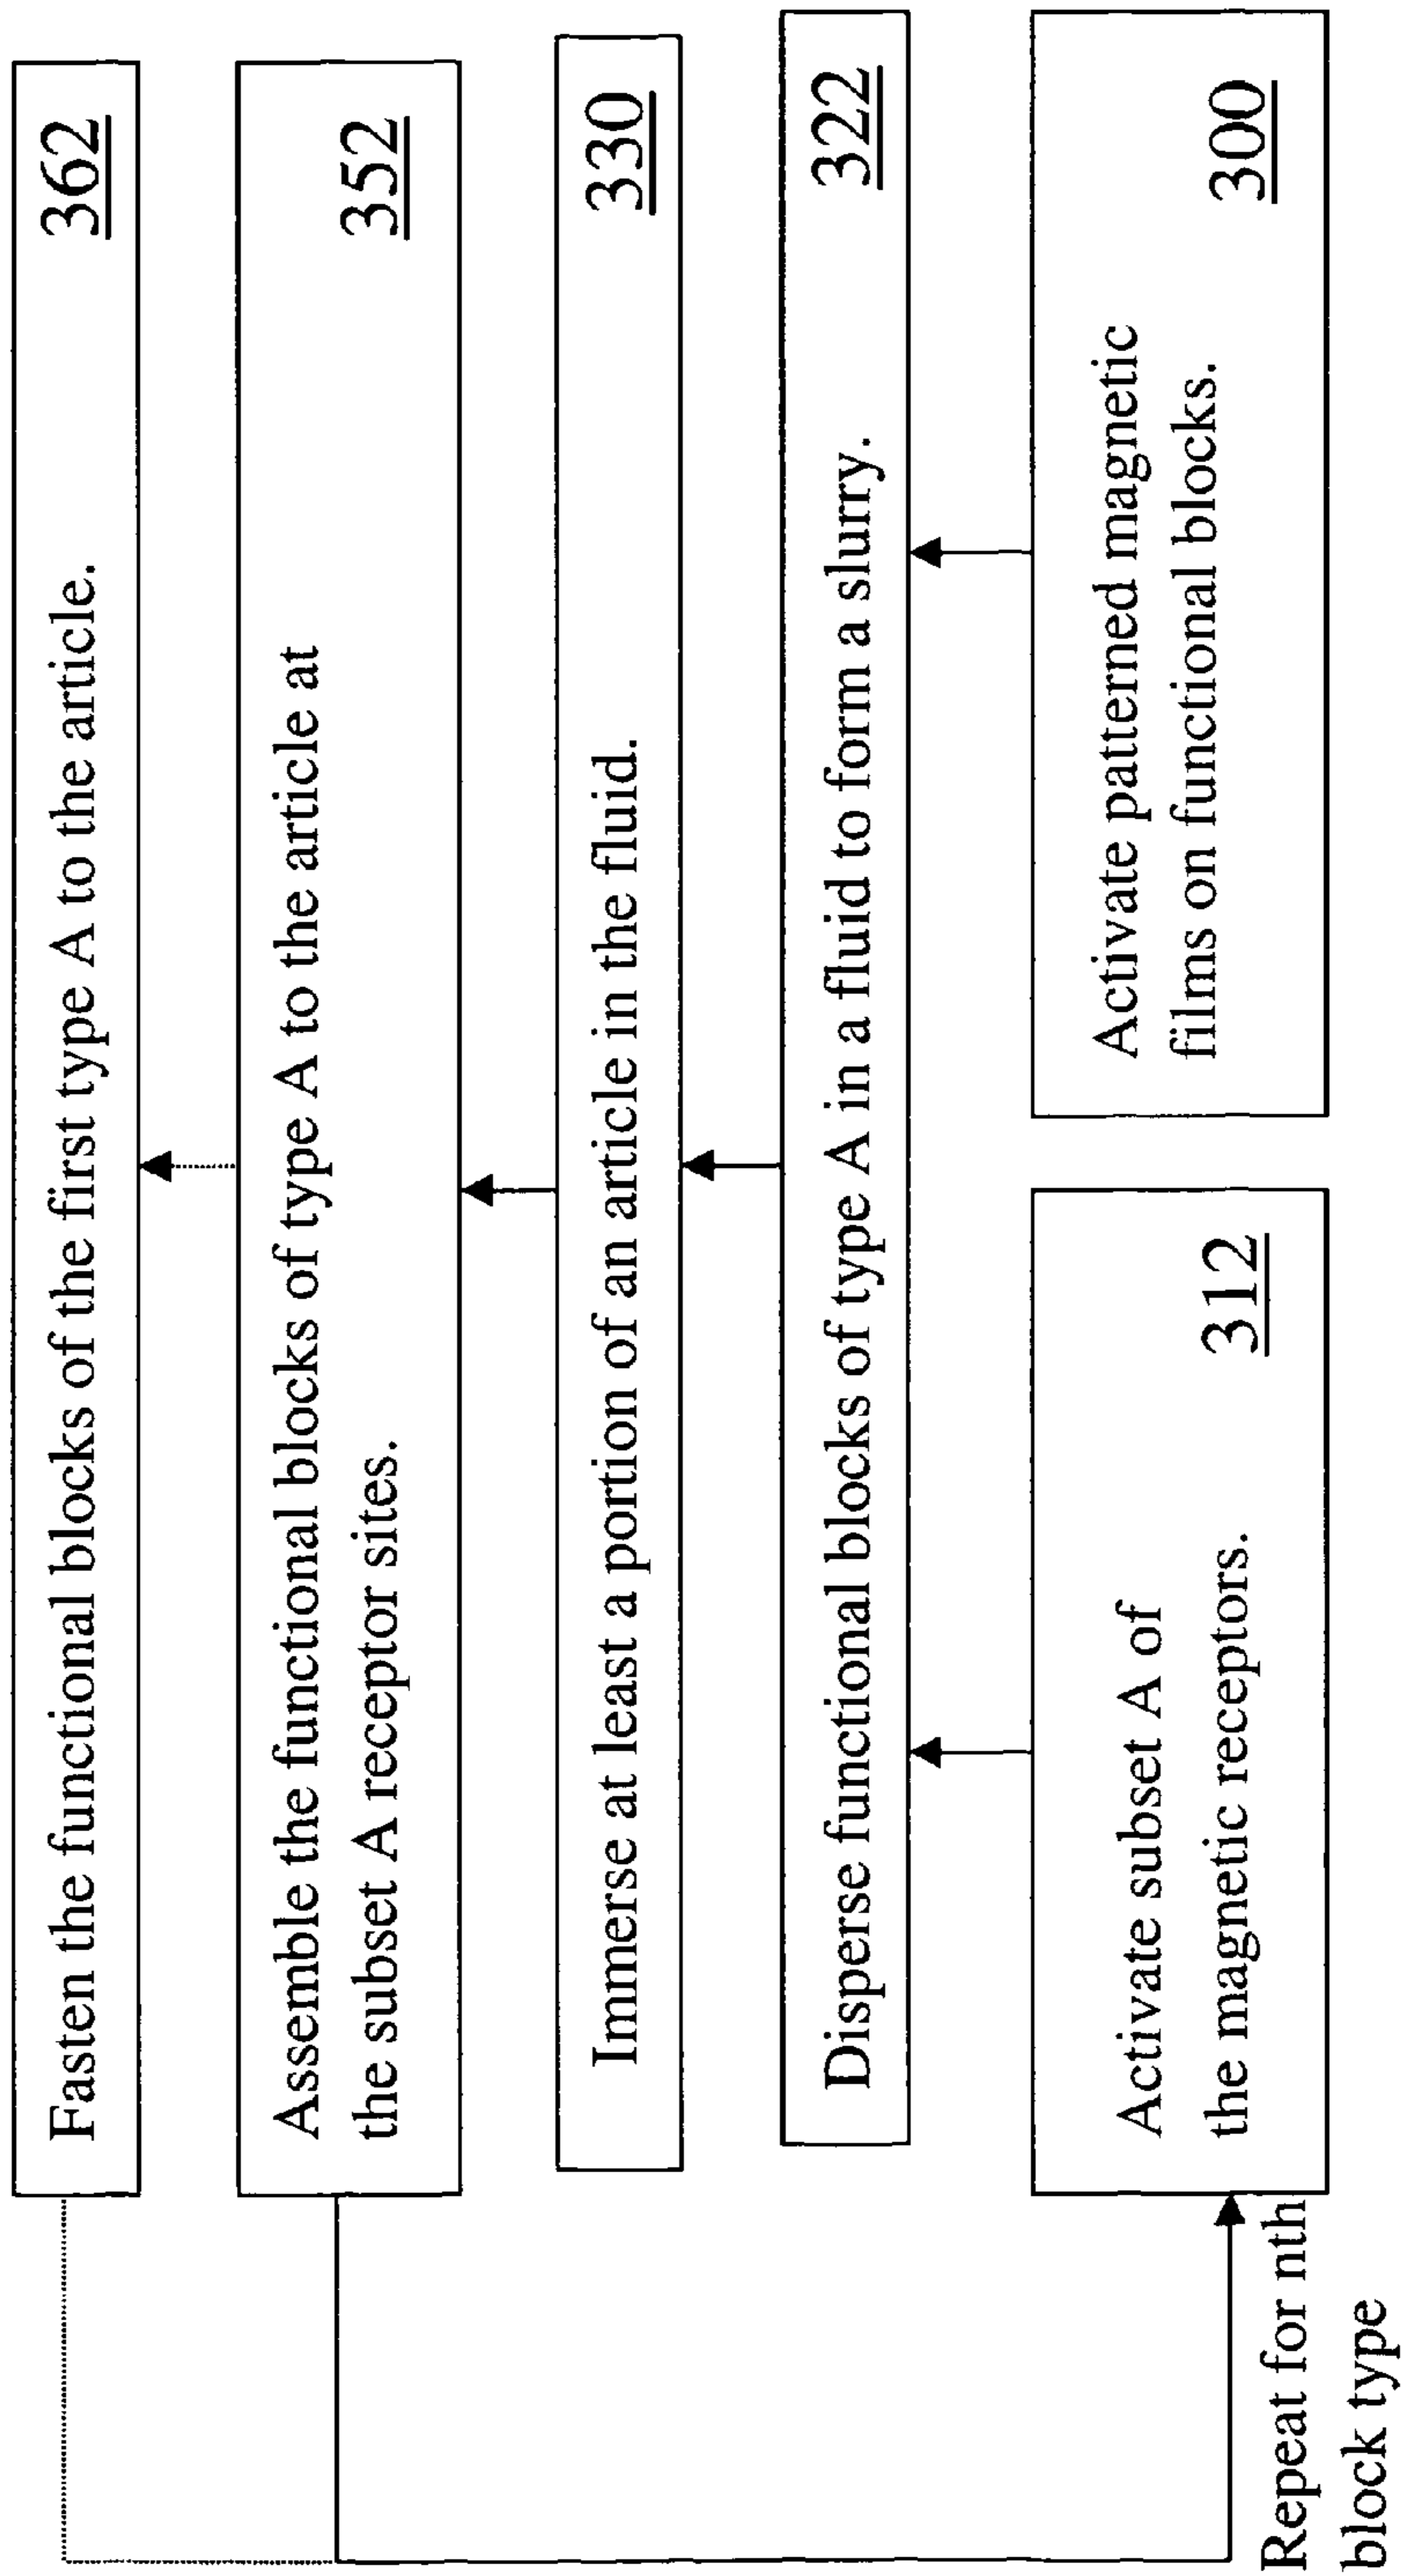 Fasten the functional blocks of the first type A to the article. 362
Assemble the functional blocks of type A to the article at
the subset A receptor sites. 352
Immerse at least a portion of an article in the fluid. 330
Disperse functional blocks of type A in a fluid to form a slurry. 322
Activate subset A of
the magnetic receptors. 312
Activate patterned magnetic
films on functional blocks. 300
Repeat for nth
block type